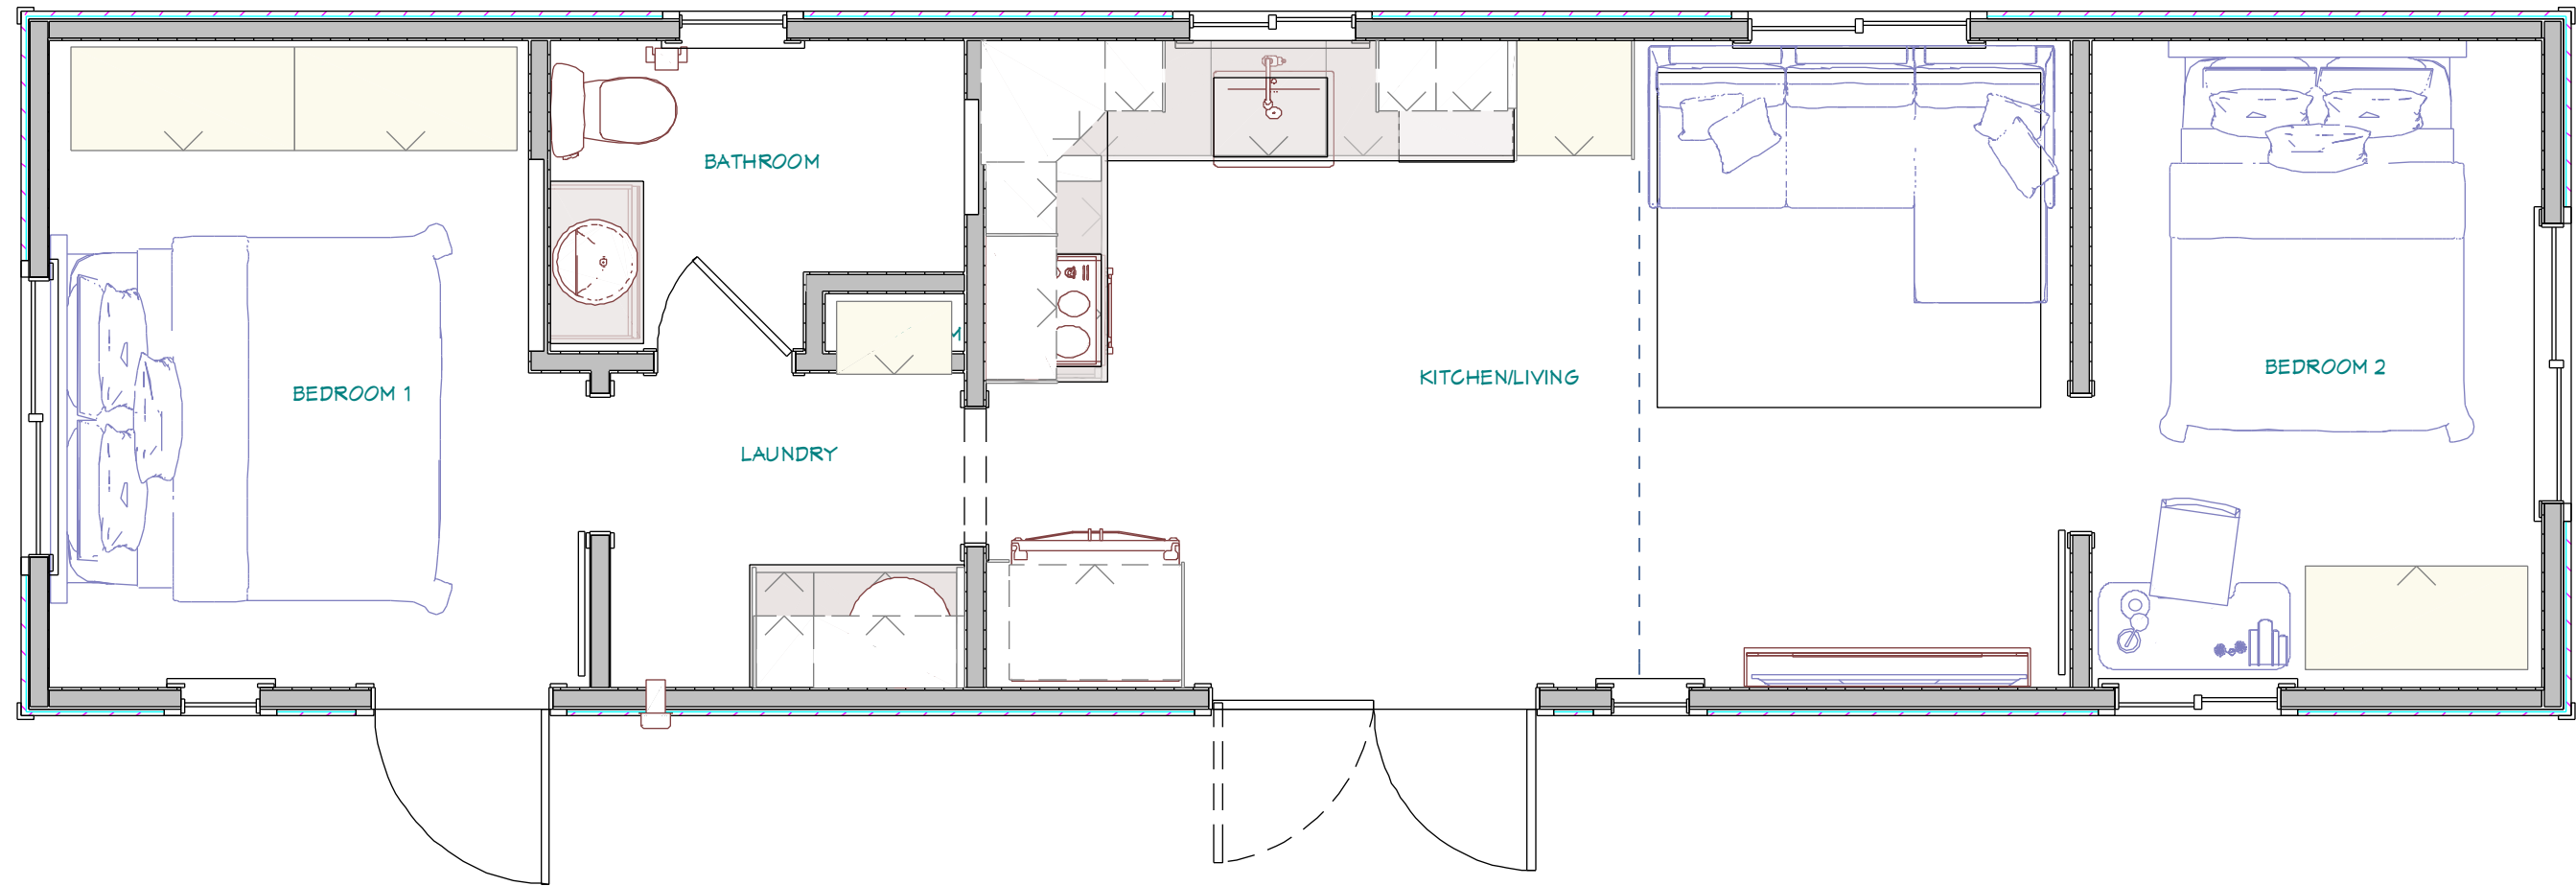 BATHROOM
BEDROOM 1
LAUNDRY
KITCHEN/LIVING
BEDROOM 2